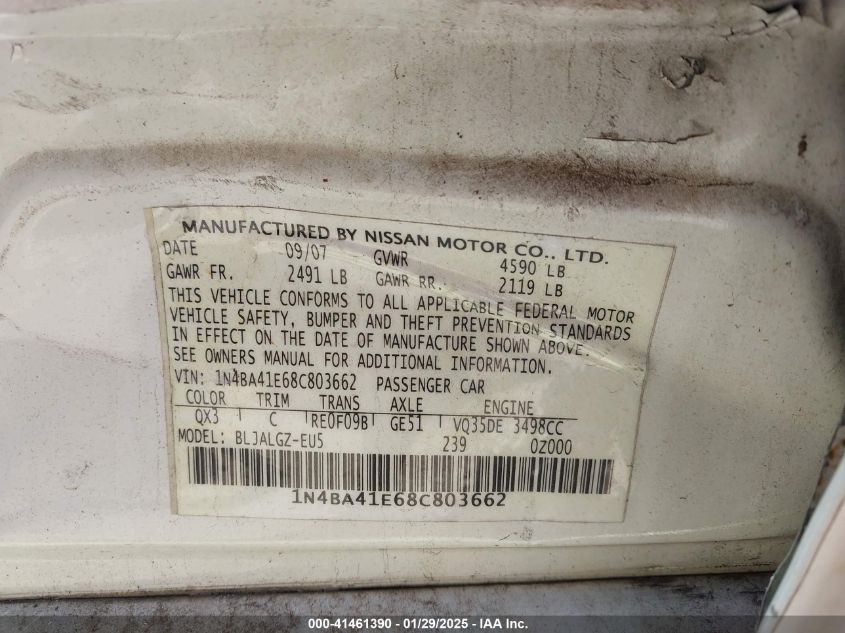 MANUFACTURED BY NISSAN MOTOR CO., LTD.
DATE 09/07 GVWR 4590 LB
GAWR FR. 2491 LB GAWR RR. 2119 LB
THIS VEHICLE CONFORMS TO ALL APPLICABLE FEDERAL MOTOR
VEHICLE SAFETY, BUMPER AND THEFT PREVENTION STANDARDS
IN EFFECT ON THE DATE OF MANUFACTURE SHOWN ABOVE.
SEE OWNERS MANUAL FOR ADDITIONAL INFORMATION.
VIN: 1N4BA41E68C803662 PASSENGER CAR
COLOR TRIM TRANS AXLE ENGINE
QX3 C RE0F09B GE51 VQ35DE 3498CC
MODEL: BLJALGZ-EU5 239 0Z000
1N4BA41E68C803662
000-41461390 - 01/29/2025 - IAA Inc.